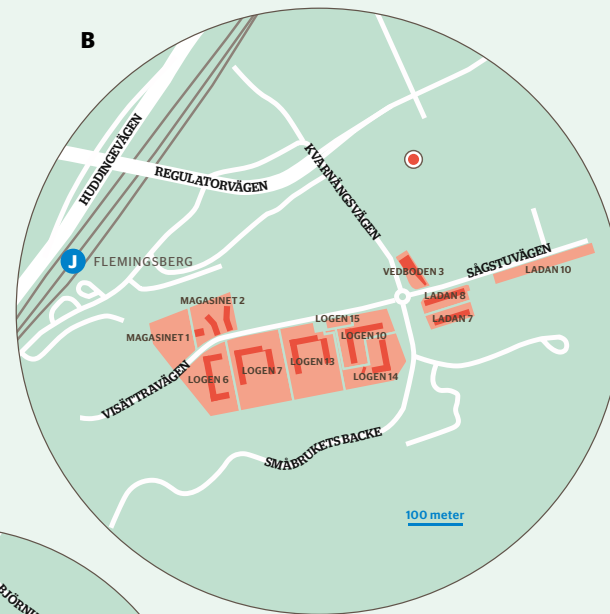 B
HUDDINGEVÄGEN
REGULATORVÄGEN
KVARNÄNGSVÄGEN
J FLEMINGSBERG
VEDBODEN 3
SÅGSTUVÄGEN
LADAN 10
LADAN 8
LADAN 7
MAGASINET 2
MAGASINET 1
LOGEN 15
LOGEN 10
LOGEN 13
LOGEN 7
LOGEN 6
LOGEN 14
VISÄTTRAVÄGEN
SMÅBRUKETS BACKE
100 meter